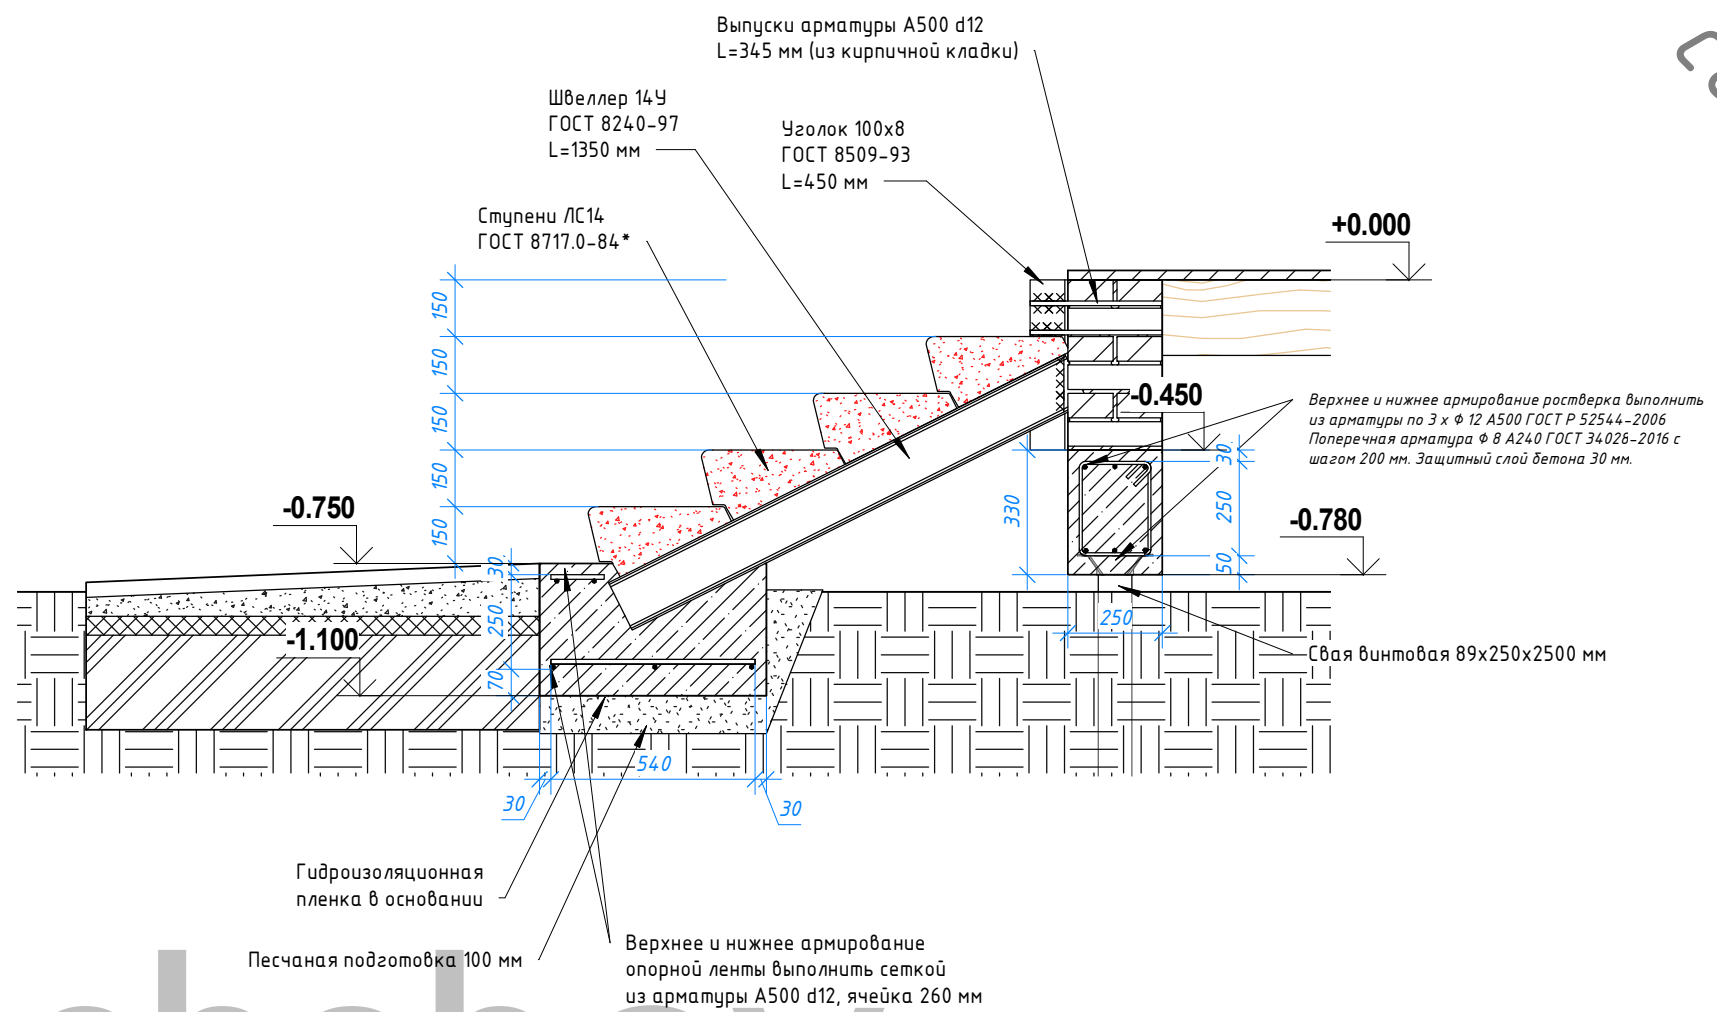 Выпуски арматуры А500 d12
L=345 мм (из кирпичной кладки)
Швеллер 14У
ГОСТ 8240-97
L=1350 мм
Уголок 100х8
ГОСТ 8509-93
L=450 мм
Ступени ЛС14
ГОСТ 8717.0-84*
+0.000
150
150
150
150
150
-0.450
Верхнее и нижнее армирование ростверка выполнить
из арматуры по 3 х Ф 12 А500 ГОСТ Р 52544-2006
Поперечная арматура Ф 8 А240 ГОСТ 34028-2016 с
шагом 200 мм. Защитный слой бетона 30 мм.
30
250
50
330
-0.750
-0.780
30
250
70
-1.100
250
Свая винтовая 89х250х2500 мм
540
30
30
Гидроизоляционная
пленка в основании
Песчаная подготовка 100 мм
Верхнее и нижнее армирование
опорной ленты выполнить сеткой
из арматуры А500 d12, ячейка 260 мм